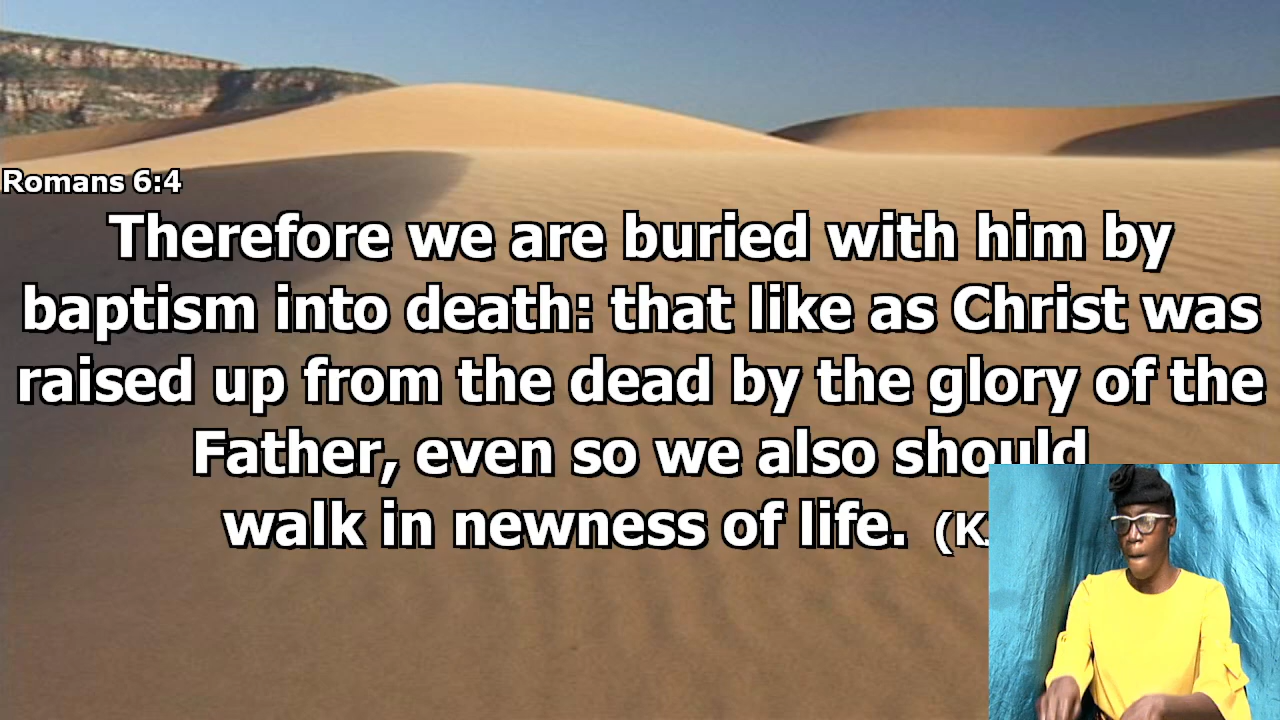 Romans 6:4
Therefore we are buried with him by
baptism into death: that like as Christ was
raised up from the dead by the glory of the
Father, even so we also should
walk in newness of life.